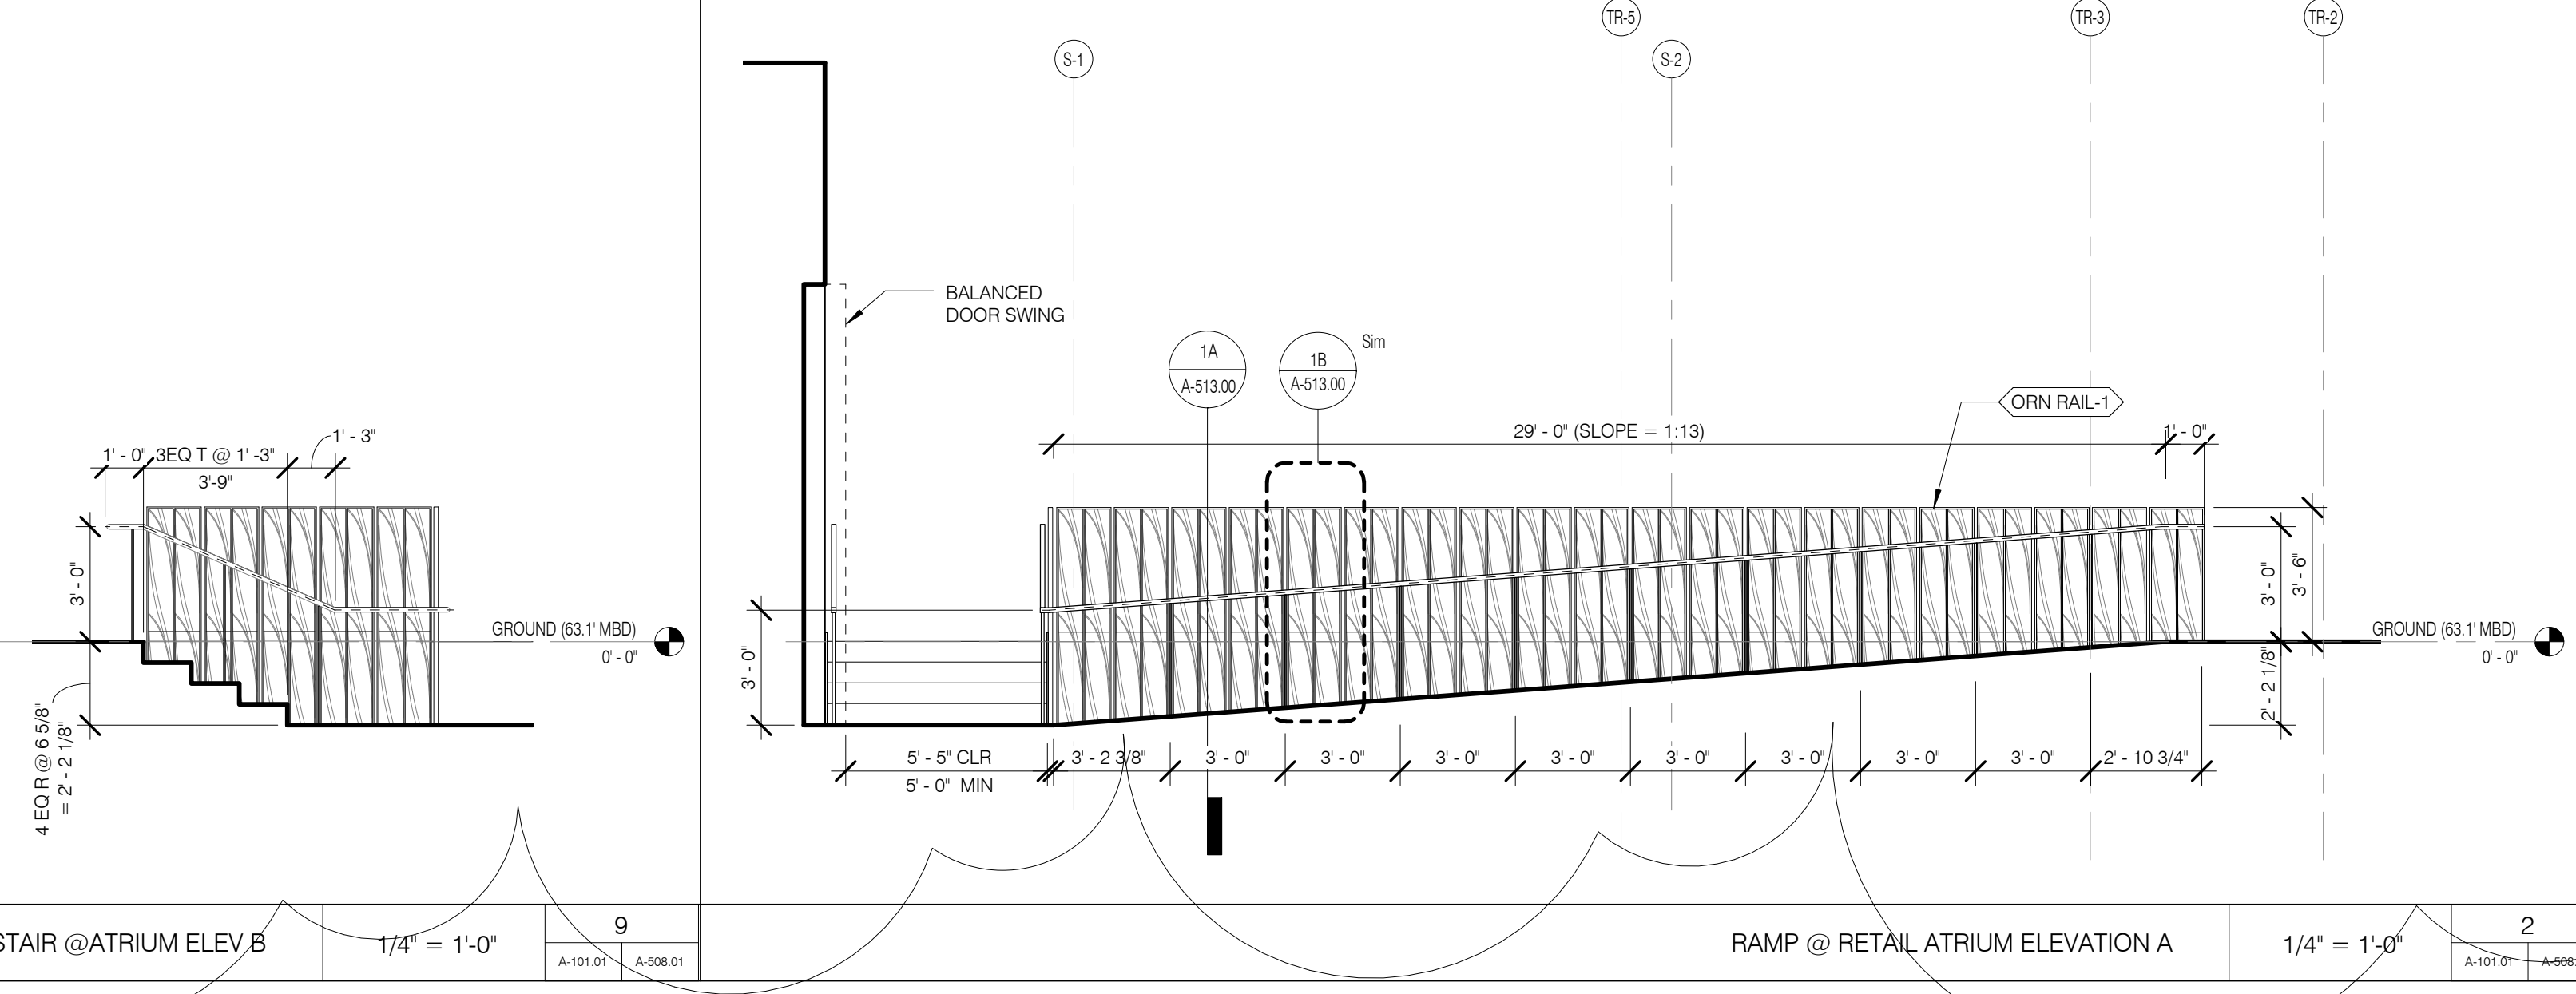 TR-5
TR-3
TR-2
S-1
S-2
BALANCED
DOOR SWING
1A
A-513.00
1B
A-513.00
Sim
ORN RAIL-1
29' - 0" (SLOPE = 1:13)
1' - 0"
1' - 3"
1' - 0"
3EQ T @ 1' -3"
3'-9"
3' - 0"
4 EQ R @ 6 5/8"
= 2' - 2 1/8"
GROUND (63.1' MBD)
0' - 0"
3' - 0"
3' - 0"
3' - 6"
2' - 2 1/8"
GROUND (63.1' MBD)
0' - 0"
5' - 5" CLR
5' - 0" MIN
3' - 2 3/8"
3' - 0"
3' - 0"
3' - 0"
3' - 0"
3' - 0"
3' - 0"
3' - 0"
3' - 0"
2' - 10 3/4"
STAIR @ATRIUM ELEV B
1/4" = 1'-0"
9
A-101.01
A-508.01
RAMP @ RETAIL ATRIUM ELEVATION A
1/4" = 1'-0"
2
A-101.01
A-508.